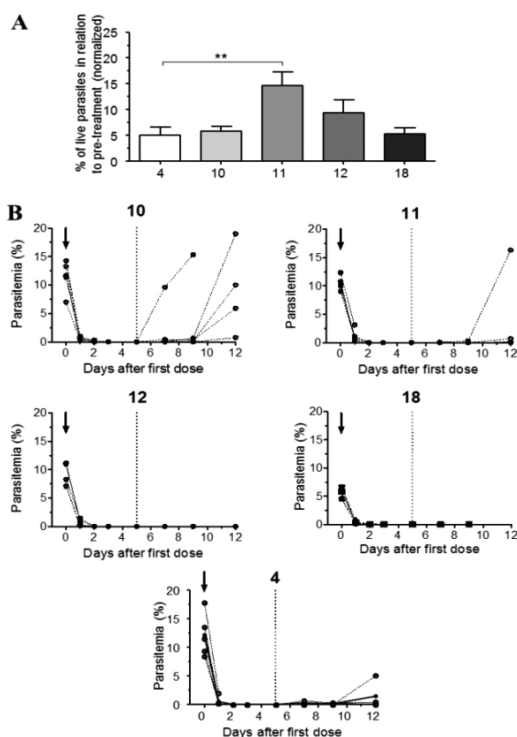 A
% of live parasites in relation
to pre-treatment (normalized)
25
20
15
10
5
0
**
4 10 11 12 18
B
10
Parasitemia (%)
20
15
10
5
0
0 2 4 6 8 10 12
Days after first dose
11
Parasitemia (%)
20
15
10
5
0
0 2 4 6 8 10 12
Days after first dose
12
Parasitemia (%)
20
15
10
5
0
0 2 4 6 8 10 12
Days after first dose
18
Parasitemia (%)
20
15
10
5
0
0 2 4 6 8 10 12
Days after first dose
4
Parasitemia (%)
20
15
10
5
0
0 2 4 6 8 10 12
Days after first dose